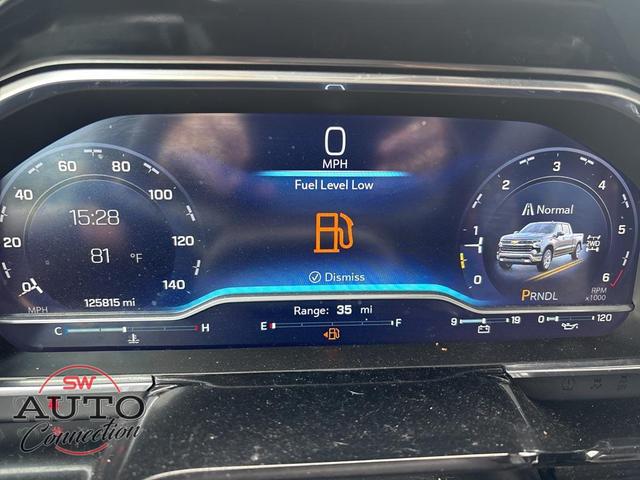 0
MPH
Fuel Level Low
Dismiss
Range: 35 mi
0 20 40 60 80 100 120 140
15:28
81 °F
125815 mi
MPH
0 1 2 3 4 5 6
Normal
2WD
PRNDL
RPM
x1000
C H
E F
9 19
0 120
SW
AUTO
Connection